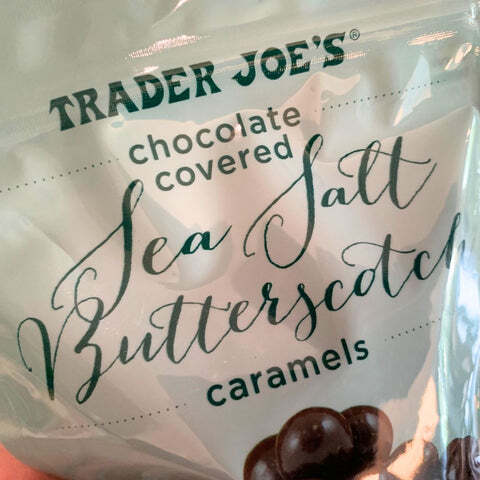 TRADER JOE'S®
chocolate
covered
Sea Salt
Butterscotch
caramels